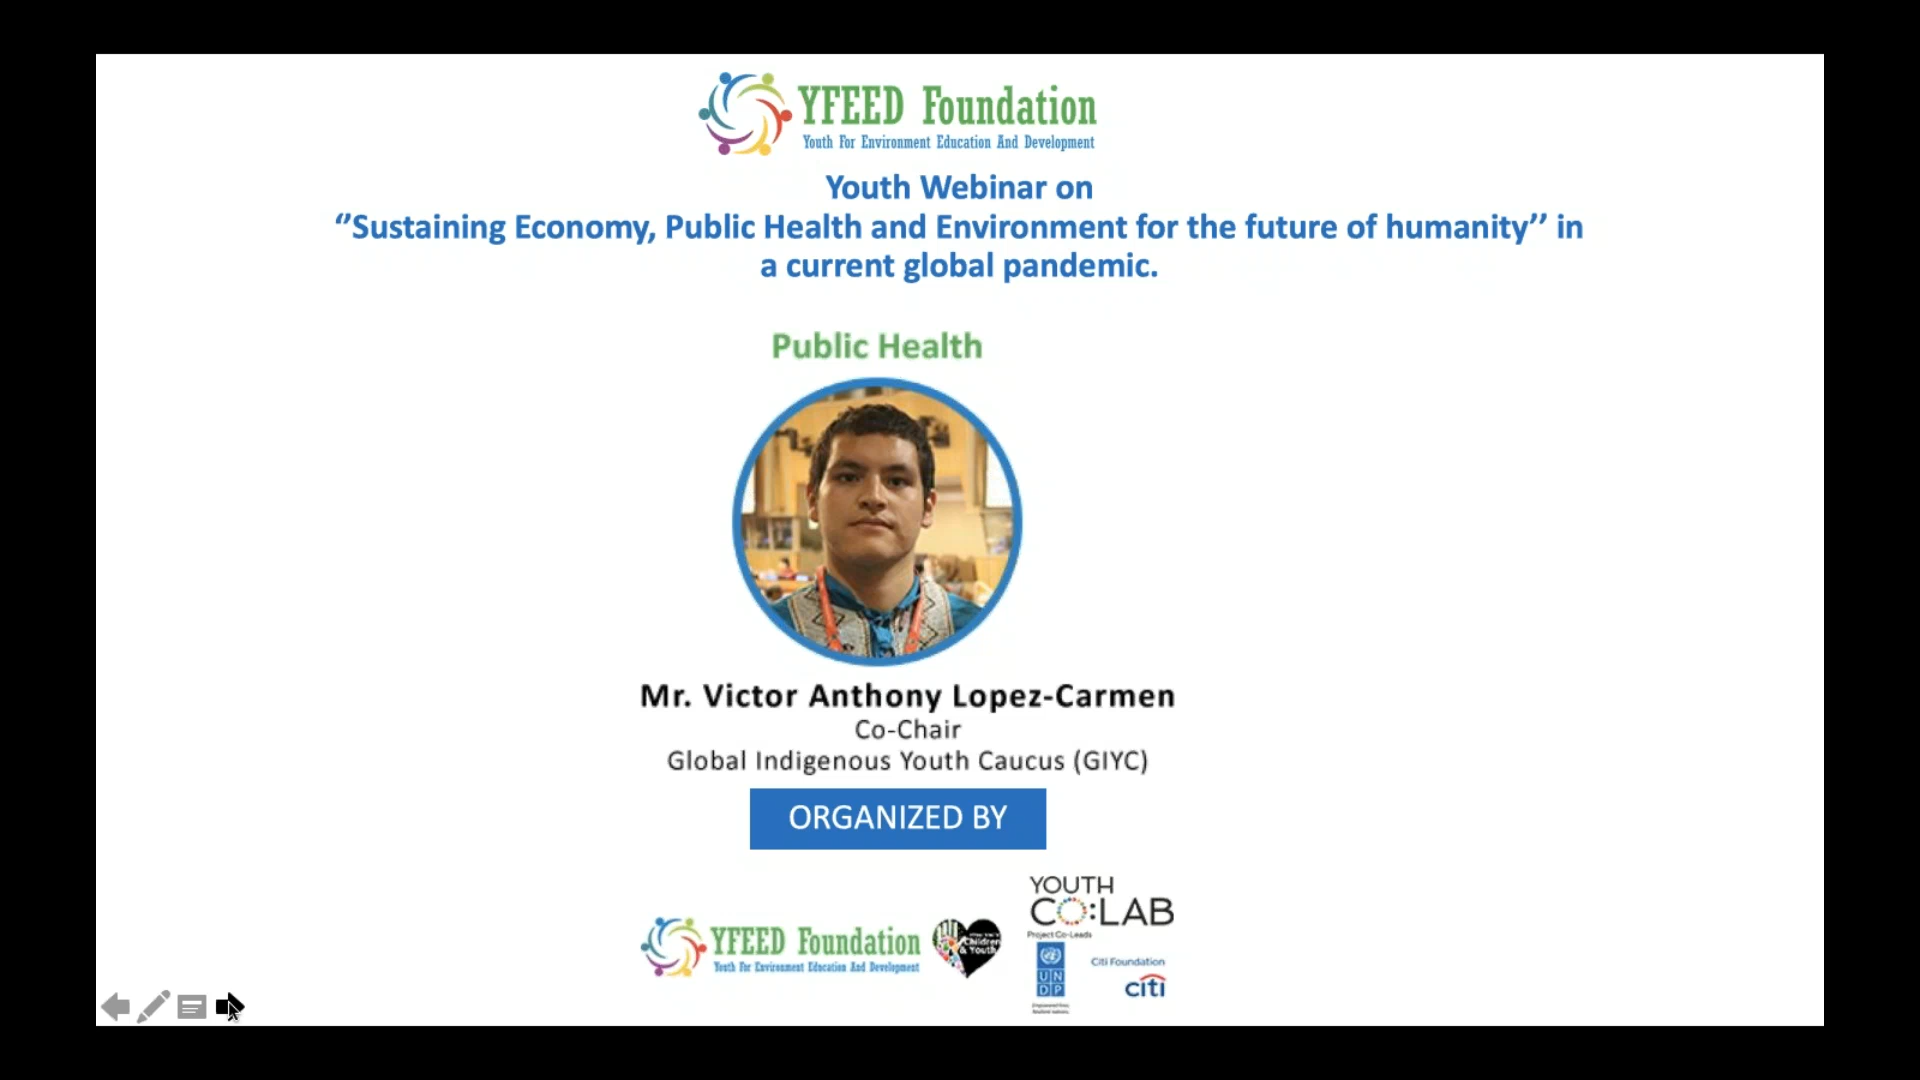 YFEED Foundation
Youth For Environment Education And Development
Youth Webinar on
‘’Sustaining Economy, Public Health and Environment for the future of humanity’’ in
a current global pandemic.
Public Health
Mr. Victor Anthony Lopez-Carmen
Co-Chair
Global Indigenous Youth Caucus (GIYC)
ORGANIZED BY
YFEED Foundation
Youth For Environment Education And Development
Children
& Youth
YOUTH
CO:LAB
Project Co-Leads
UN
DP
Citi Foundation
citi